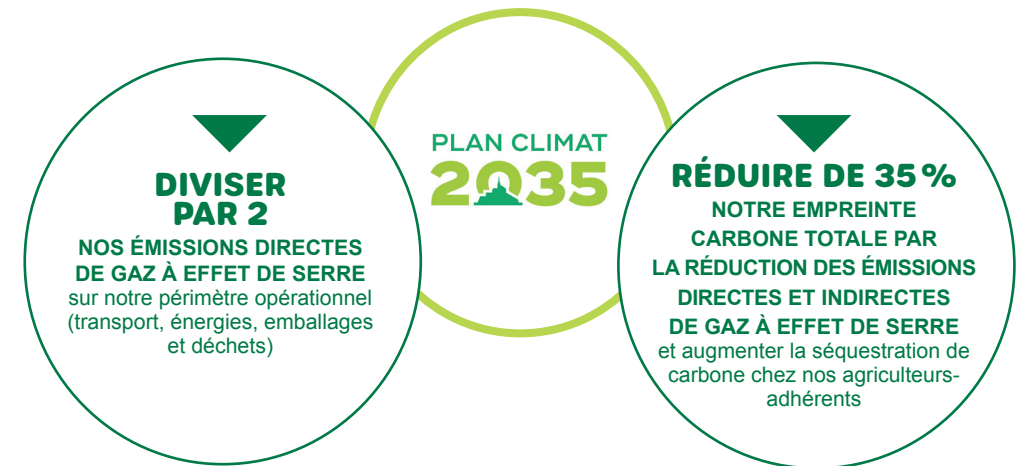 PLAN CLIMAT
2035
DIVISER
PAR 2
NOS ÉMISSIONS DIRECTES
DE GAZ À EFFET DE SERRE
sur notre périmètre opérationnel
(transport, énergies, emballages
et déchets)
RÉDUIRE DE 35 %
NOTRE EMPREINTE
CARBONE TOTALE PAR
LA RÉDUCTION DES ÉMISSIONS
DIRECTES ET INDIRECTES
DE GAZ À EFFET DE SERRE
et augmenter la séquestration de
carbone chez nos agriculteurs-
adhérents